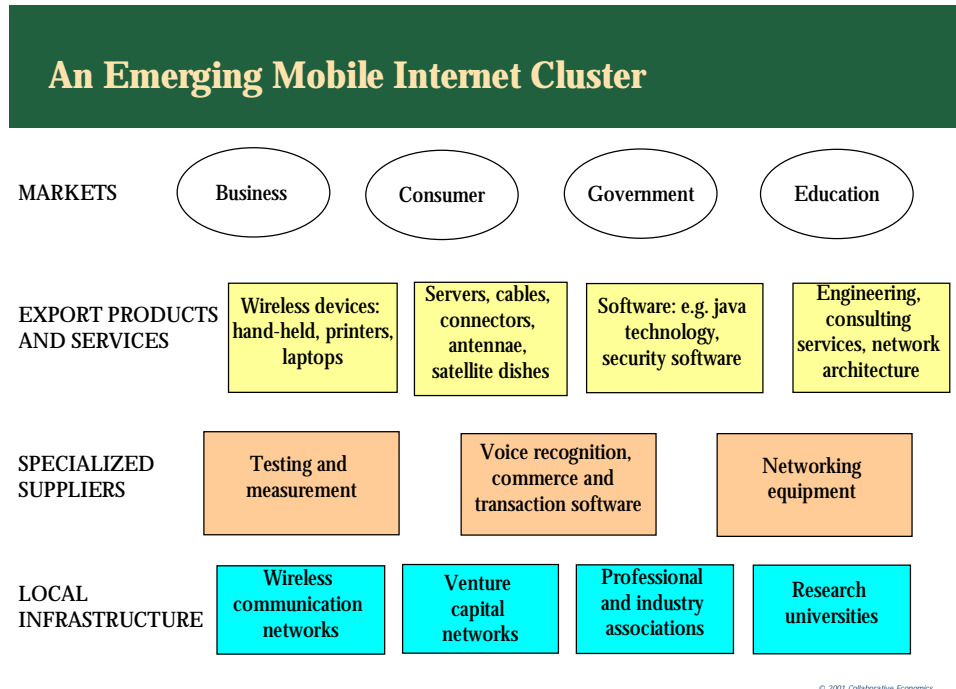 An Emerging Mobile Internet Cluster
MARKETS
Business
Consumer
Government
Education
EXPORT PRODUCTS
AND SERVICES
Wireless devices:
hand-held, printers,
laptops
Servers, cables,
connectors,
antennae,
satellite dishes
Software: e.g. java
technology,
security software
Engineering,
consulting
services, network
architecture
SPECIALIZED
SUPPLIERS
Testing and
measurement
Voice recognition,
commerce and
transaction software
Networking
equipment
LOCAL
INFRASTRUCTURE
Wireless
communication
networks
Venture
capital
networks
Professional
and industry
associations
Research
universities
© 2001 Collaborative Economics